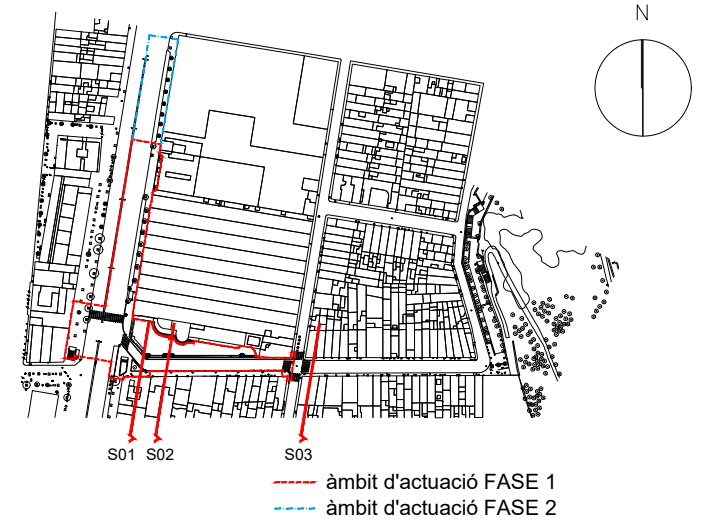 N
S01 S02 S03
àmbit d'actuació FASE 1
àmbit d'actuació FASE 2